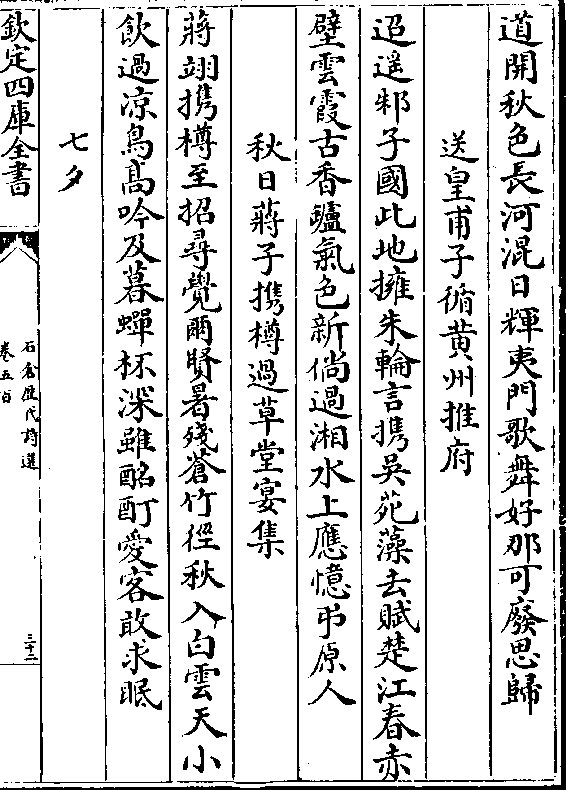 道開秋色長河混日輝夷門歌舞好那可廢思歸
送皇甫子循黄州推府
迢遥邾子國此地擁朱輪言携吳苑藻去賦楚江春赤
壁雲霞古香鑪氣色新倘過湘水上應憶弔原人
秋日蔣子携樽過草堂宴集
蔣翊携樽至招尋覺爾賢暑殘蒼竹徑秋入白雲天小
飲過凉鳥高吟及暮蟬杯深雖酩酊愛客敢求眠
七夕
欽定四庫全書
石倉歷代詩選
卷五百
三十二